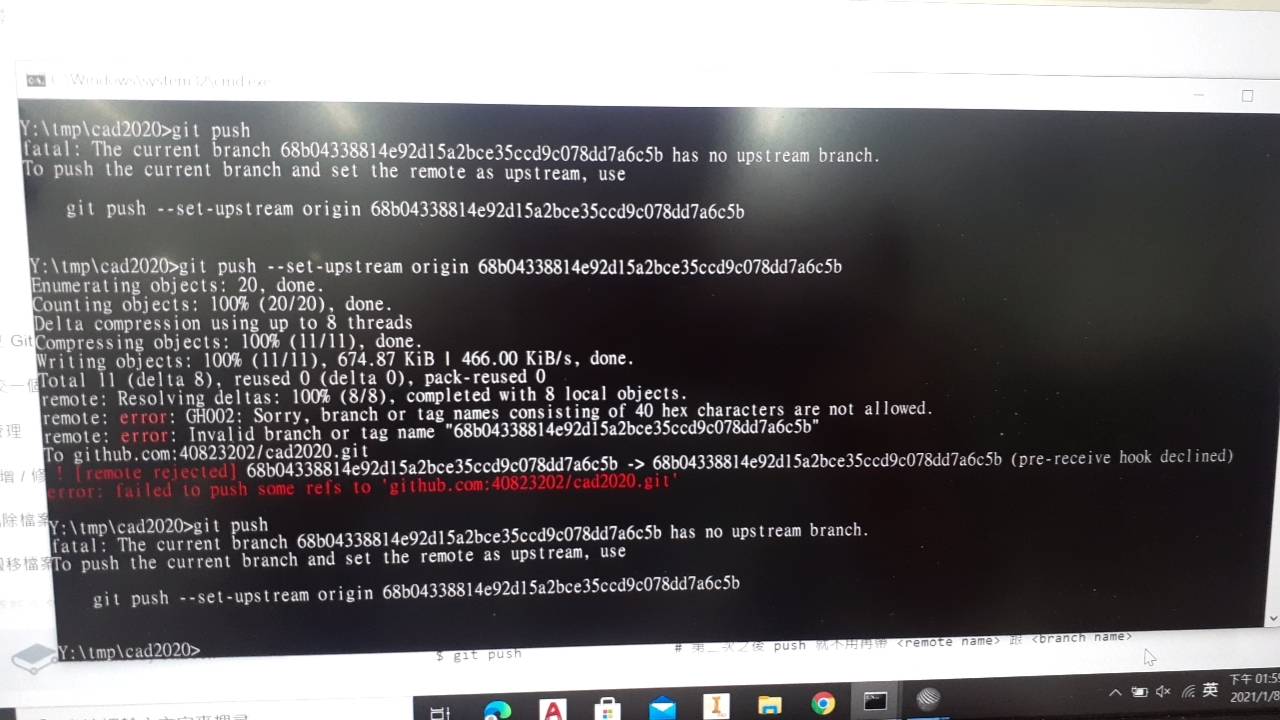 C:\Windows\system32\cmd.exe
Y:\tmp\cad2020>git push
fatal: The current branch 68b04338814e92d15a2bce35ccd9c078dd7a6c5b has no upstream branch.
To push the current branch and set the remote as upstream, use
git push --set-upstream origin 68b04338814e92d15a2bce35ccd9c078dd7a6c5b
Y:\tmp\cad2020>git push --set-upstream origin 68b04338814e92d15a2bce35ccd9c078dd7a6c5b
Enumerating objects: 20, done.
Counting objects: 100% (20/20), done.
Delta compression using up to 8 threads
Git
Compressing objects: 100% (11/11), done.
Writing objects: 100% (11/11), 674.87 KiB | 466.00 KiB/s, done.
Total 11 (delta 8), reused 0 (delta 0), pack-reused 0
一個
remote: Resolving deltas: 100% (8/8), completed with 8 local objects.
remote: error: GH002: Sorry, branch or tag names consisting of 40 hex characters are not allowed.
管理
remote: error: Invalid branch or tag name "68b04338814e92d15a2bce35ccd9c078dd7a6c5b"
To github.com:40823202/cad2020.git
增 / 修
! [remote rejected] 68b04338814e92d15a2bce35ccd9c078dd7a6c5b -> 68b04338814e92d15a2bce35ccd9c078dd7a6c5b (pre-receive hook declined)
error: failed to push some refs to 'github.com:40823202/cad2020.git'
除檔案
Y:\tmp\cad2020>git push
fatal: The current branch 68b04338814e92d15a2bce35ccd9c078dd7a6c5b has no upstream branch.
移檔案
To push the current branch and set the remote as upstream, use
git push --set-upstream origin 68b04338814e92d15a2bce35ccd9c078dd7a6c5b
Y:\tmp\cad2020>
$ git push # 第二次之後 push 就不用再帶 <remote name> 跟 <branch name>
英
下午 01:5
2021/1/8